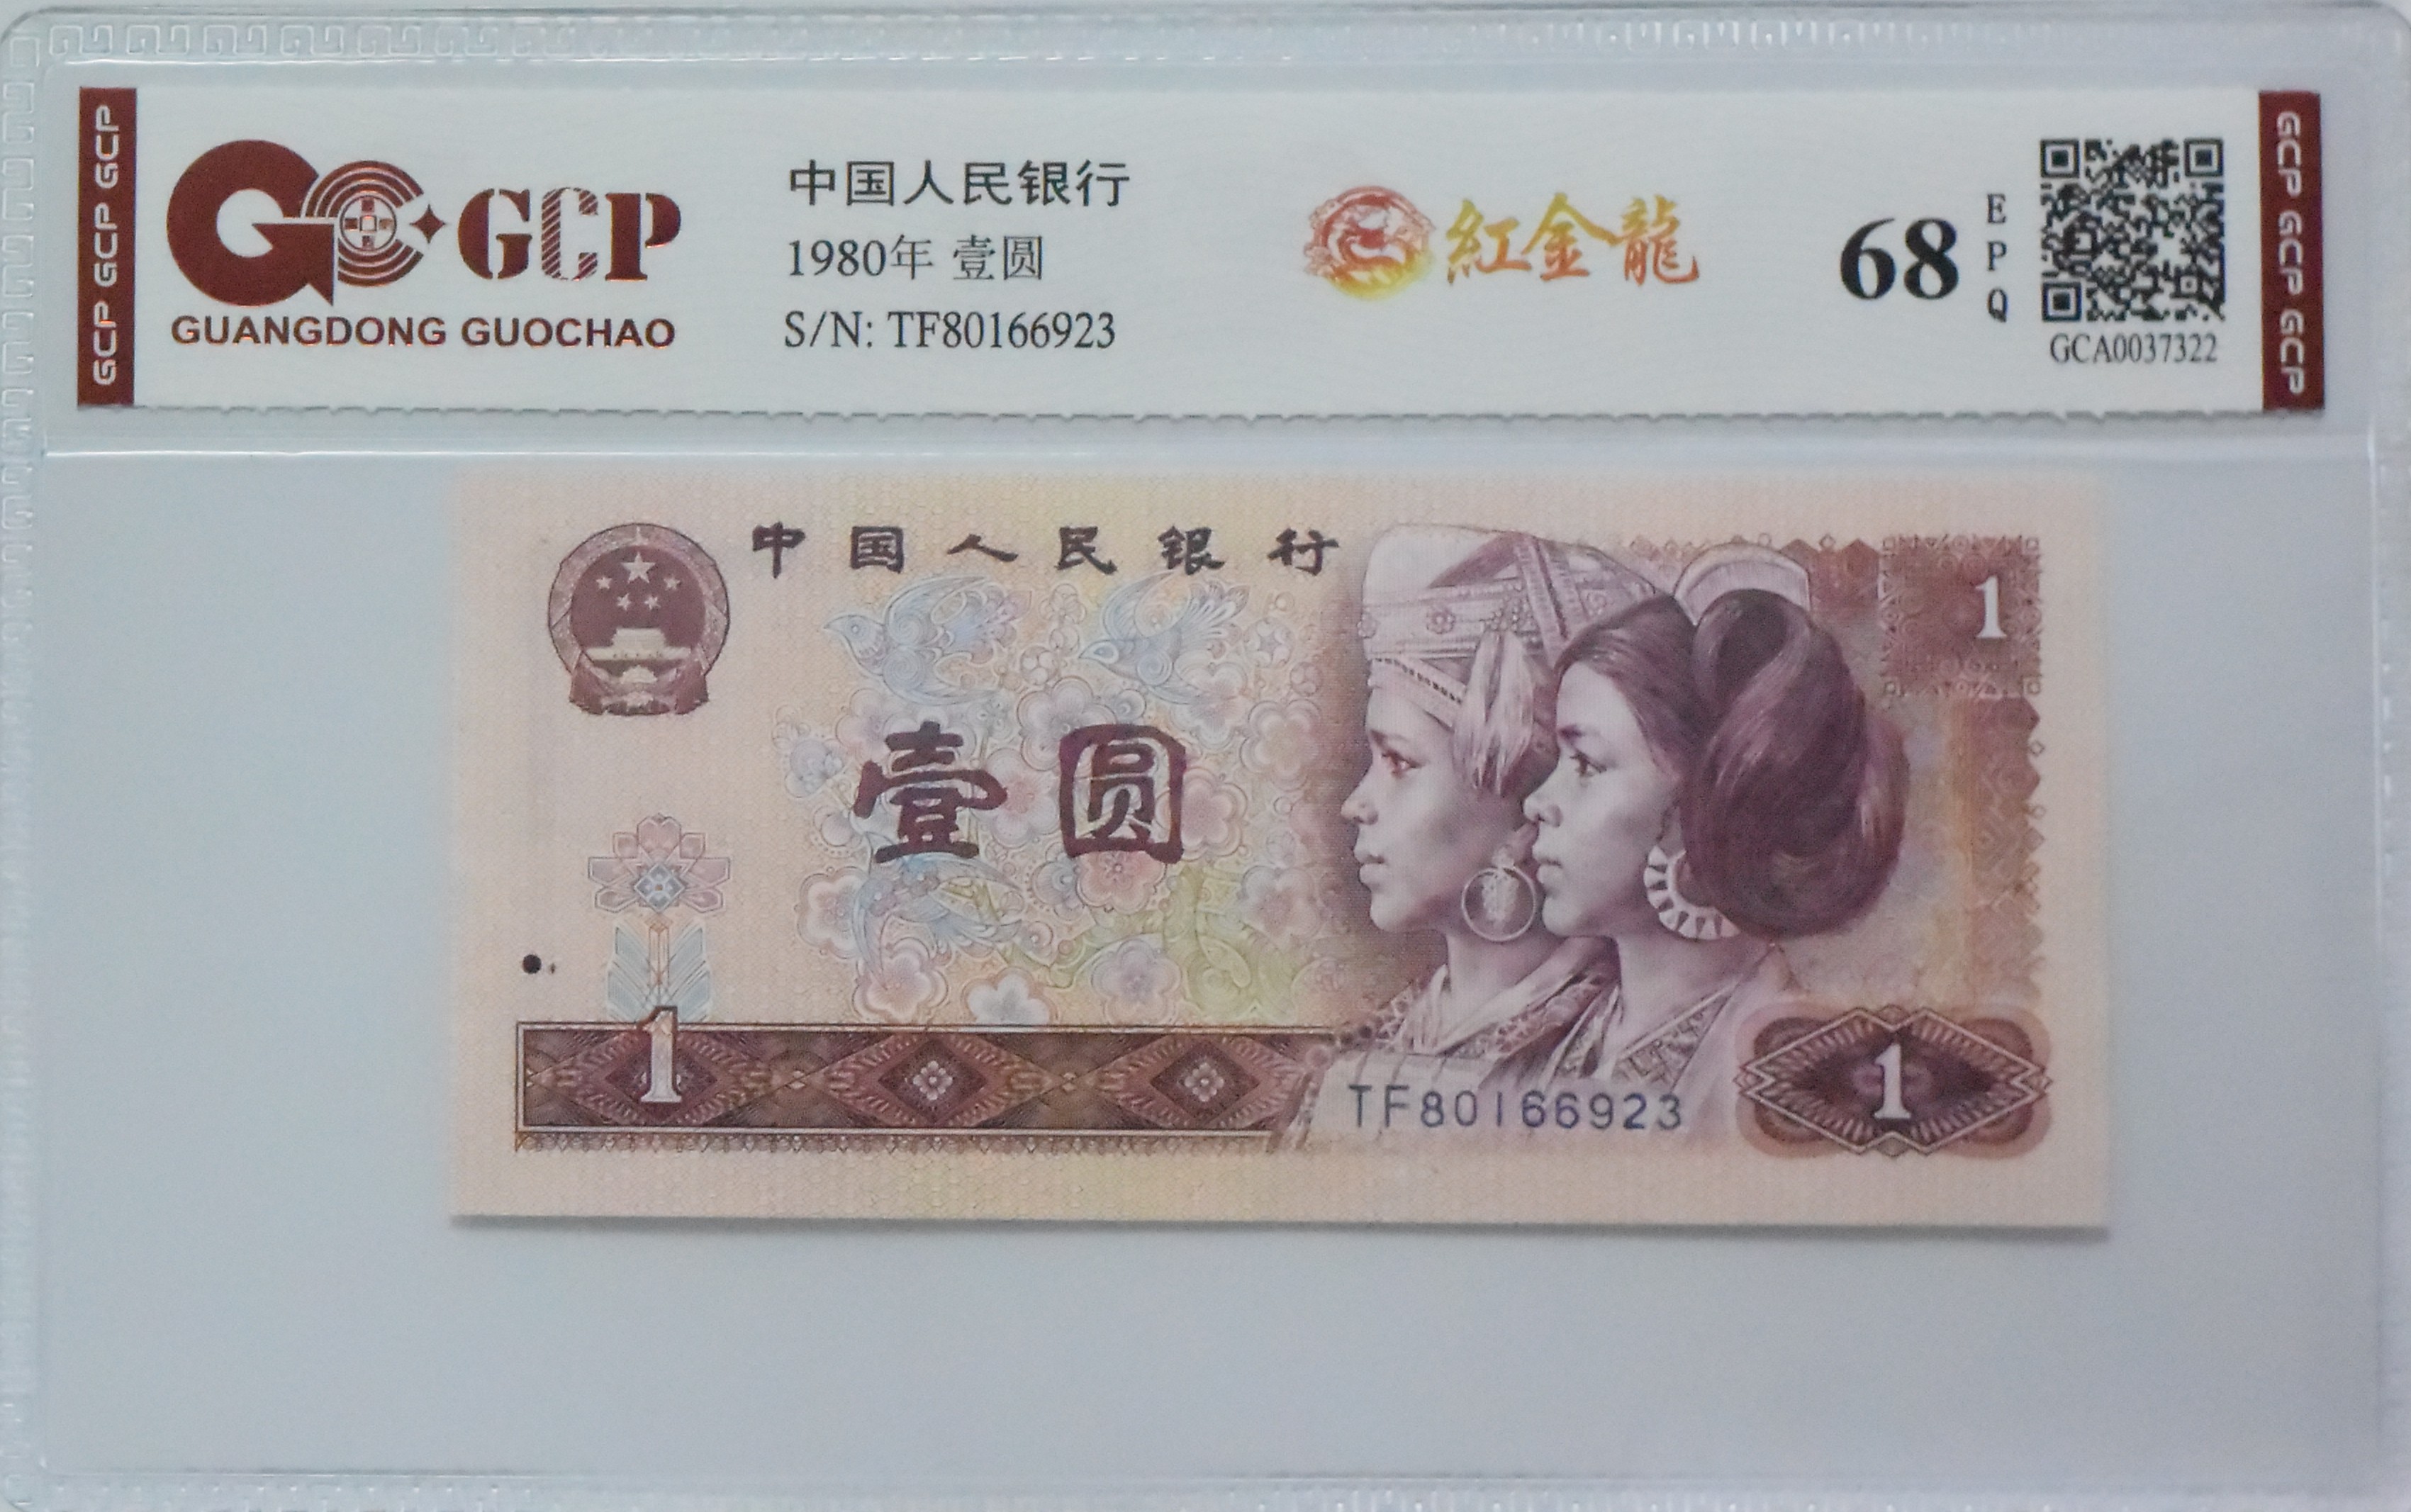 GCP GCP GCP
GCP
GUANGDONG GUOCHAO
中国人民银行
1980年 壹圆
S/N: TF80166923
紅金龍
68
EPQ
GCA0037322
GCP GCP GCP
中国人民银行
1
壹圆
1
TF80166923
1